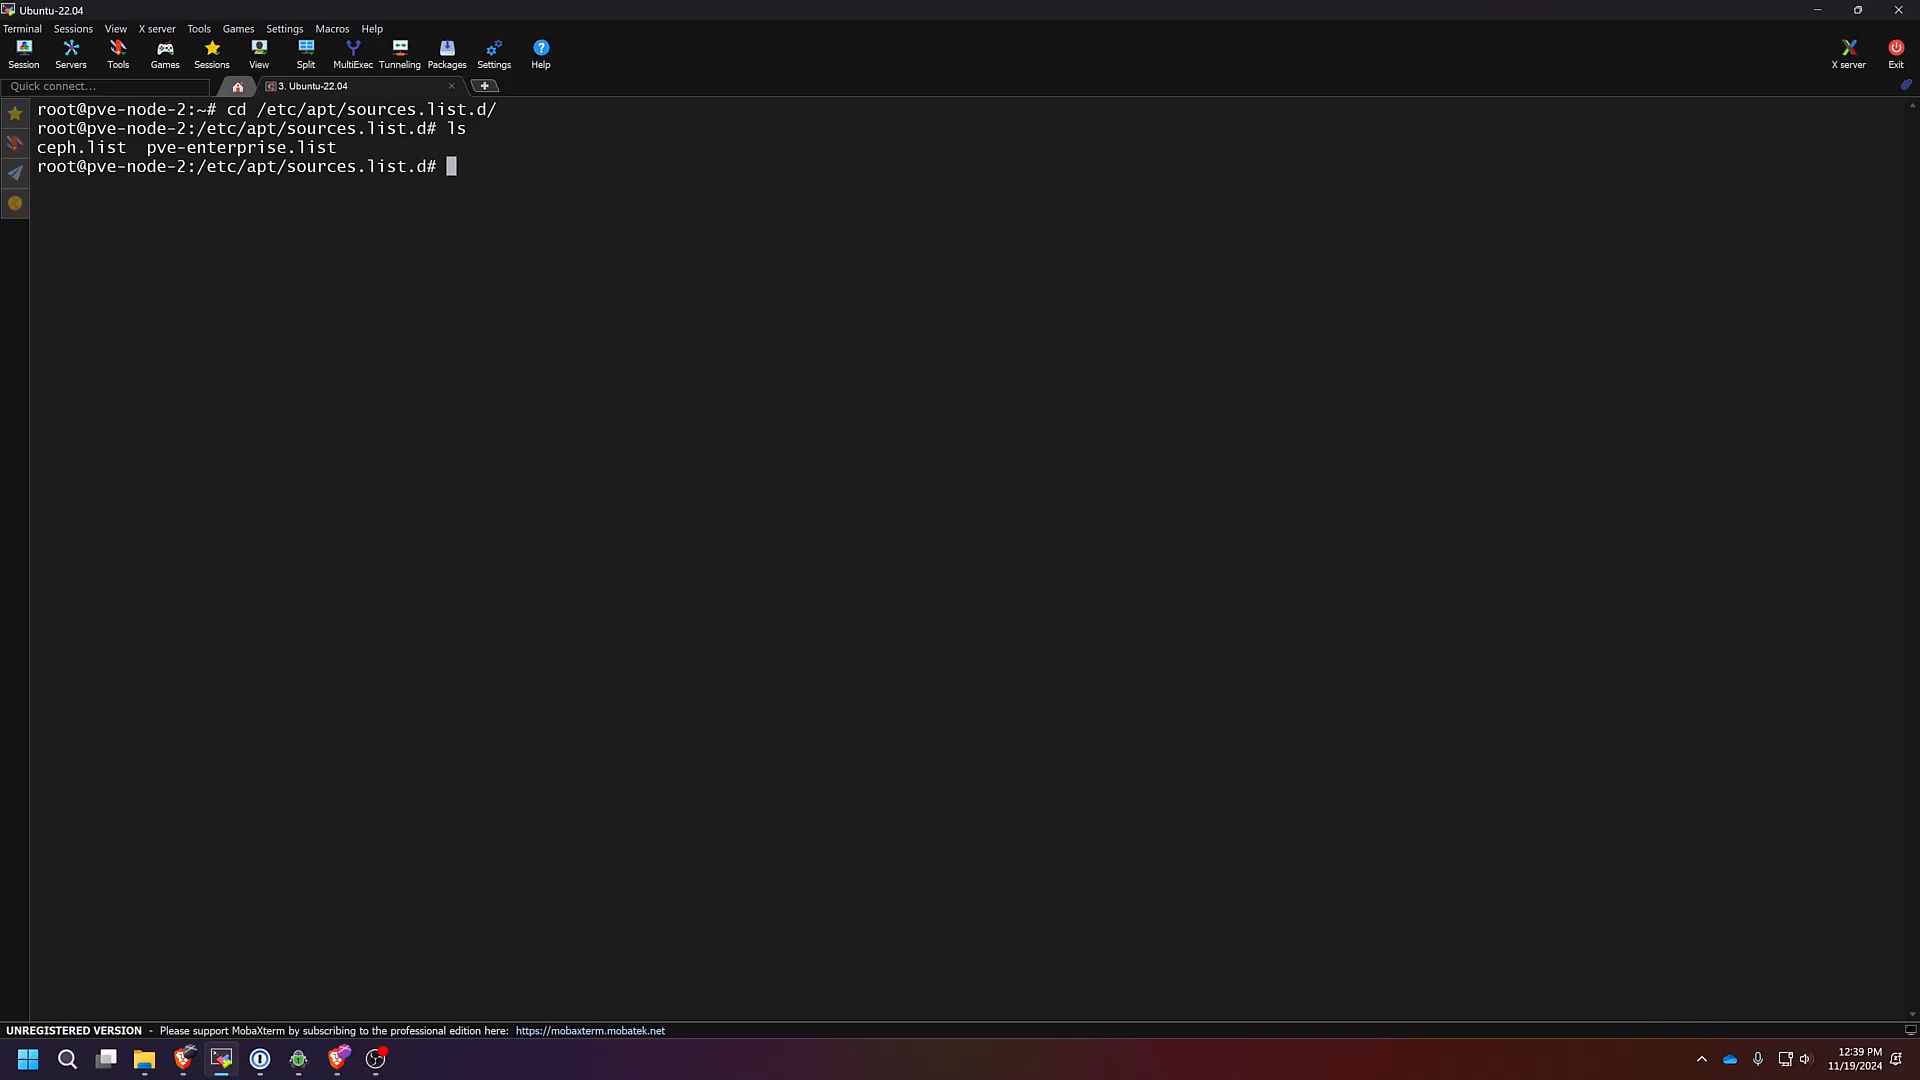 Ubuntu-22.04
Terminal Sessions View X server Tools Games Settings Macros Help
Session Servers Tools Games Sessions View Split MultiExec Tunneling Packages Settings Help X server Exit
Quick connect... 3. Ubuntu-22.04
root@pve-node-2:~# cd /etc/apt/sources.list.d/
root@pve-node-2:/etc/apt/sources.list.d# ls
ceph.list pve-enterprise.list
root@pve-node-2:/etc/apt/sources.list.d#
UNREGISTERED VERSION - Please support MobaXterm by subscribing to the professional edition here: https://mobaxterm.mobatek.net
12:39 PM
11/19/2024